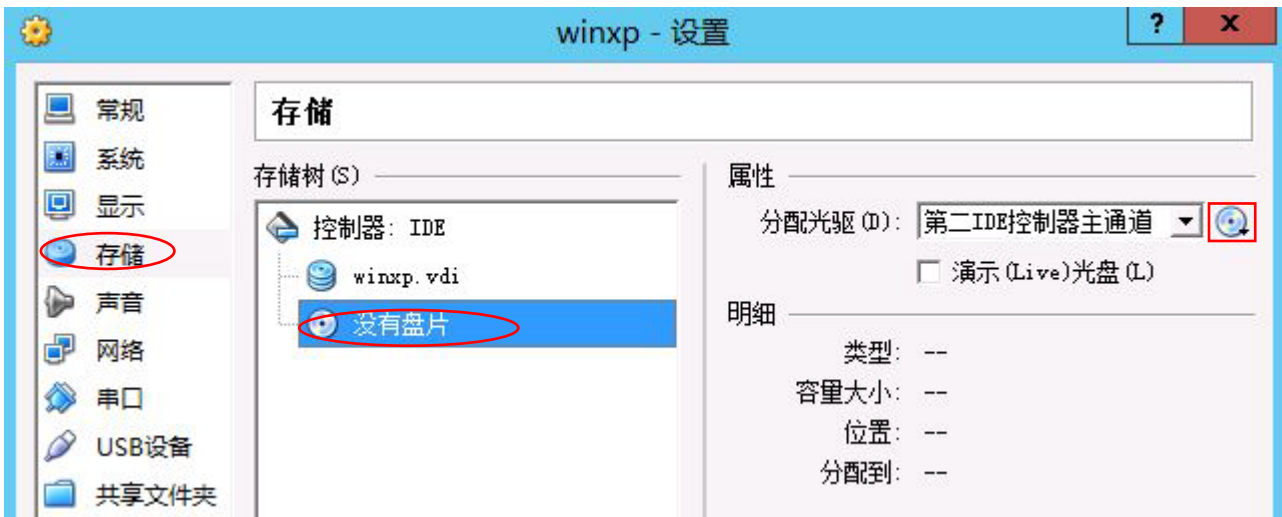 winxp - 设置
? x
常规
系统
显示
存储
声音
网络
串口
USB设备
共享文件夹
存储
存储树(S)
控制器: IDE
winxp.vdi
没有盘片
属性
分配光驱(D): 第二IDE控制器主通道
演示(Live)光盘(L)
明细
类型: --
容量大小: --
位置: --
分配到: --